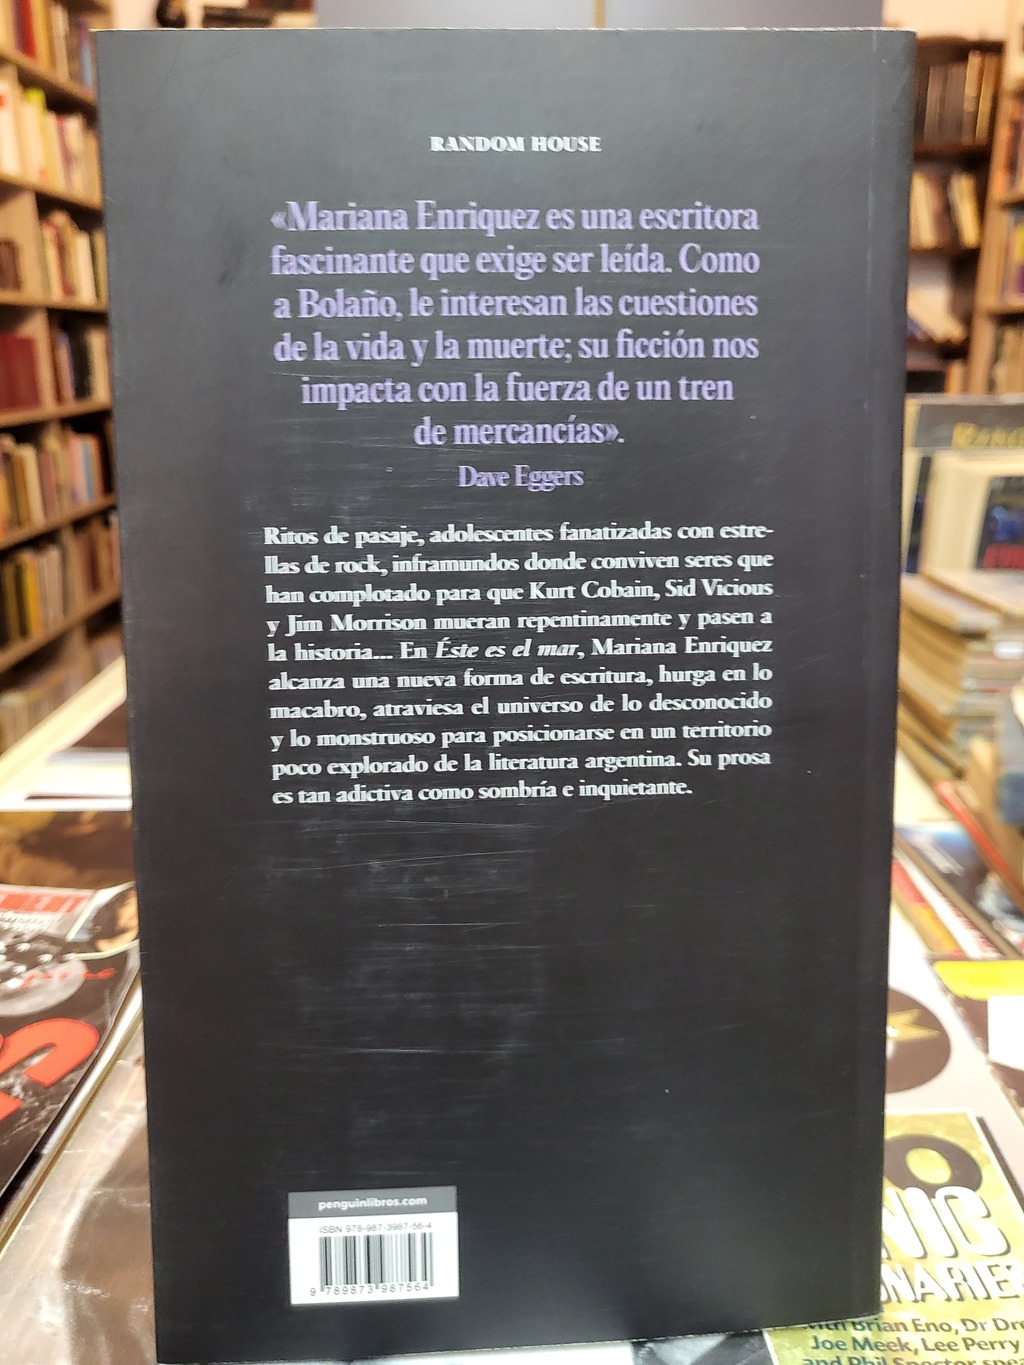 RANDOM HOUSE
«Mariana Enriquez es una escritora
fascinante que exige ser leída. Como
a Bolaño, le interesan las cuestiones
de la vida y la muerte; su ficción nos
impacta con la fuerza de un tren
de mercancías».
Dave Eggers
Ritos de pasaje, adolescentes fanatizadas con estre-
llas de rock, inframundos donde conviven seres que
han complotado para que Kurt Cobain, Sid Vicious
y Jim Morrison mueran repentinamente y pasen a
la historia... En Éste es el mar, Mariana Enriquez
alcanza una nueva forma de escritura, hurga en lo
macabro, atraviesa el universo de lo desconocido
y lo monstruoso para posicionarse en un territorio
poco explorado de la literatura argentina. Su prosa
es tan adictiva como sombría e inquietante.
penguinlibros.com
ISBN 978-987-3987-56-4
9 789873 987564
with Brian Eno, Dr Dre
Joe Meek, Lee Perry
and Phil Spector